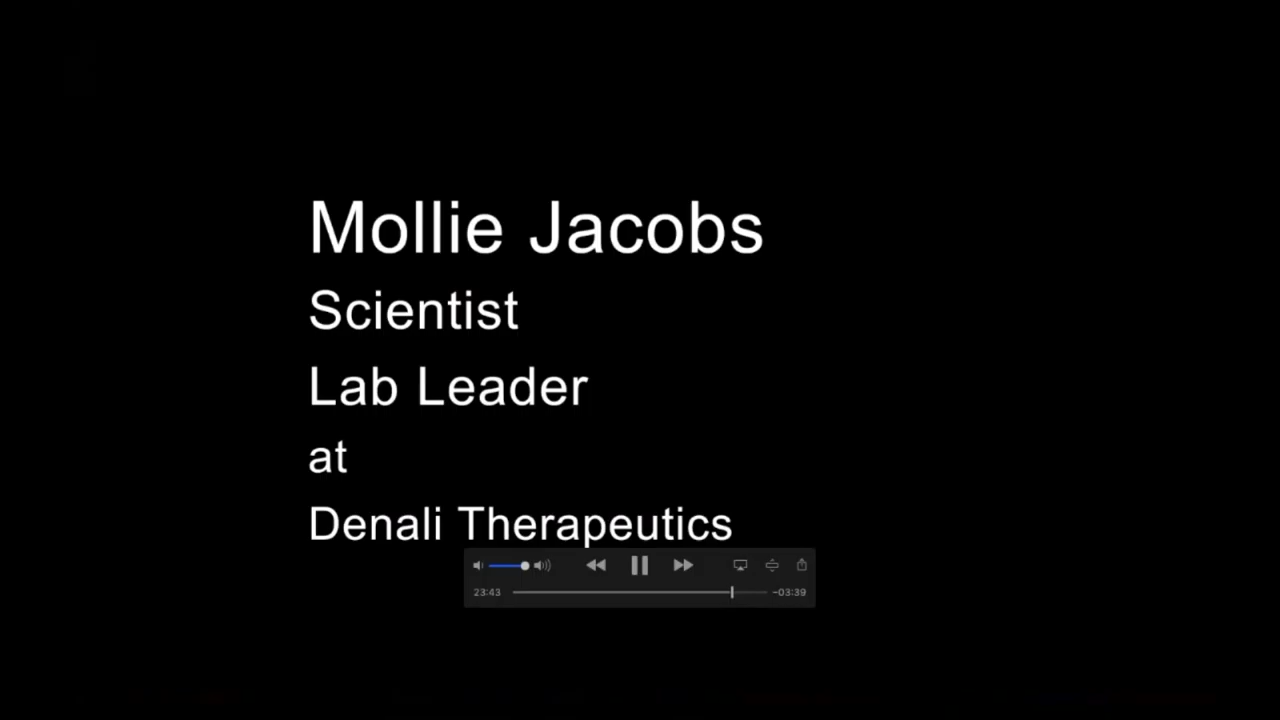 Mollie Jacobs
Scientist
Lab Leader
at
Denali Therapeutics
23:43
-03:39